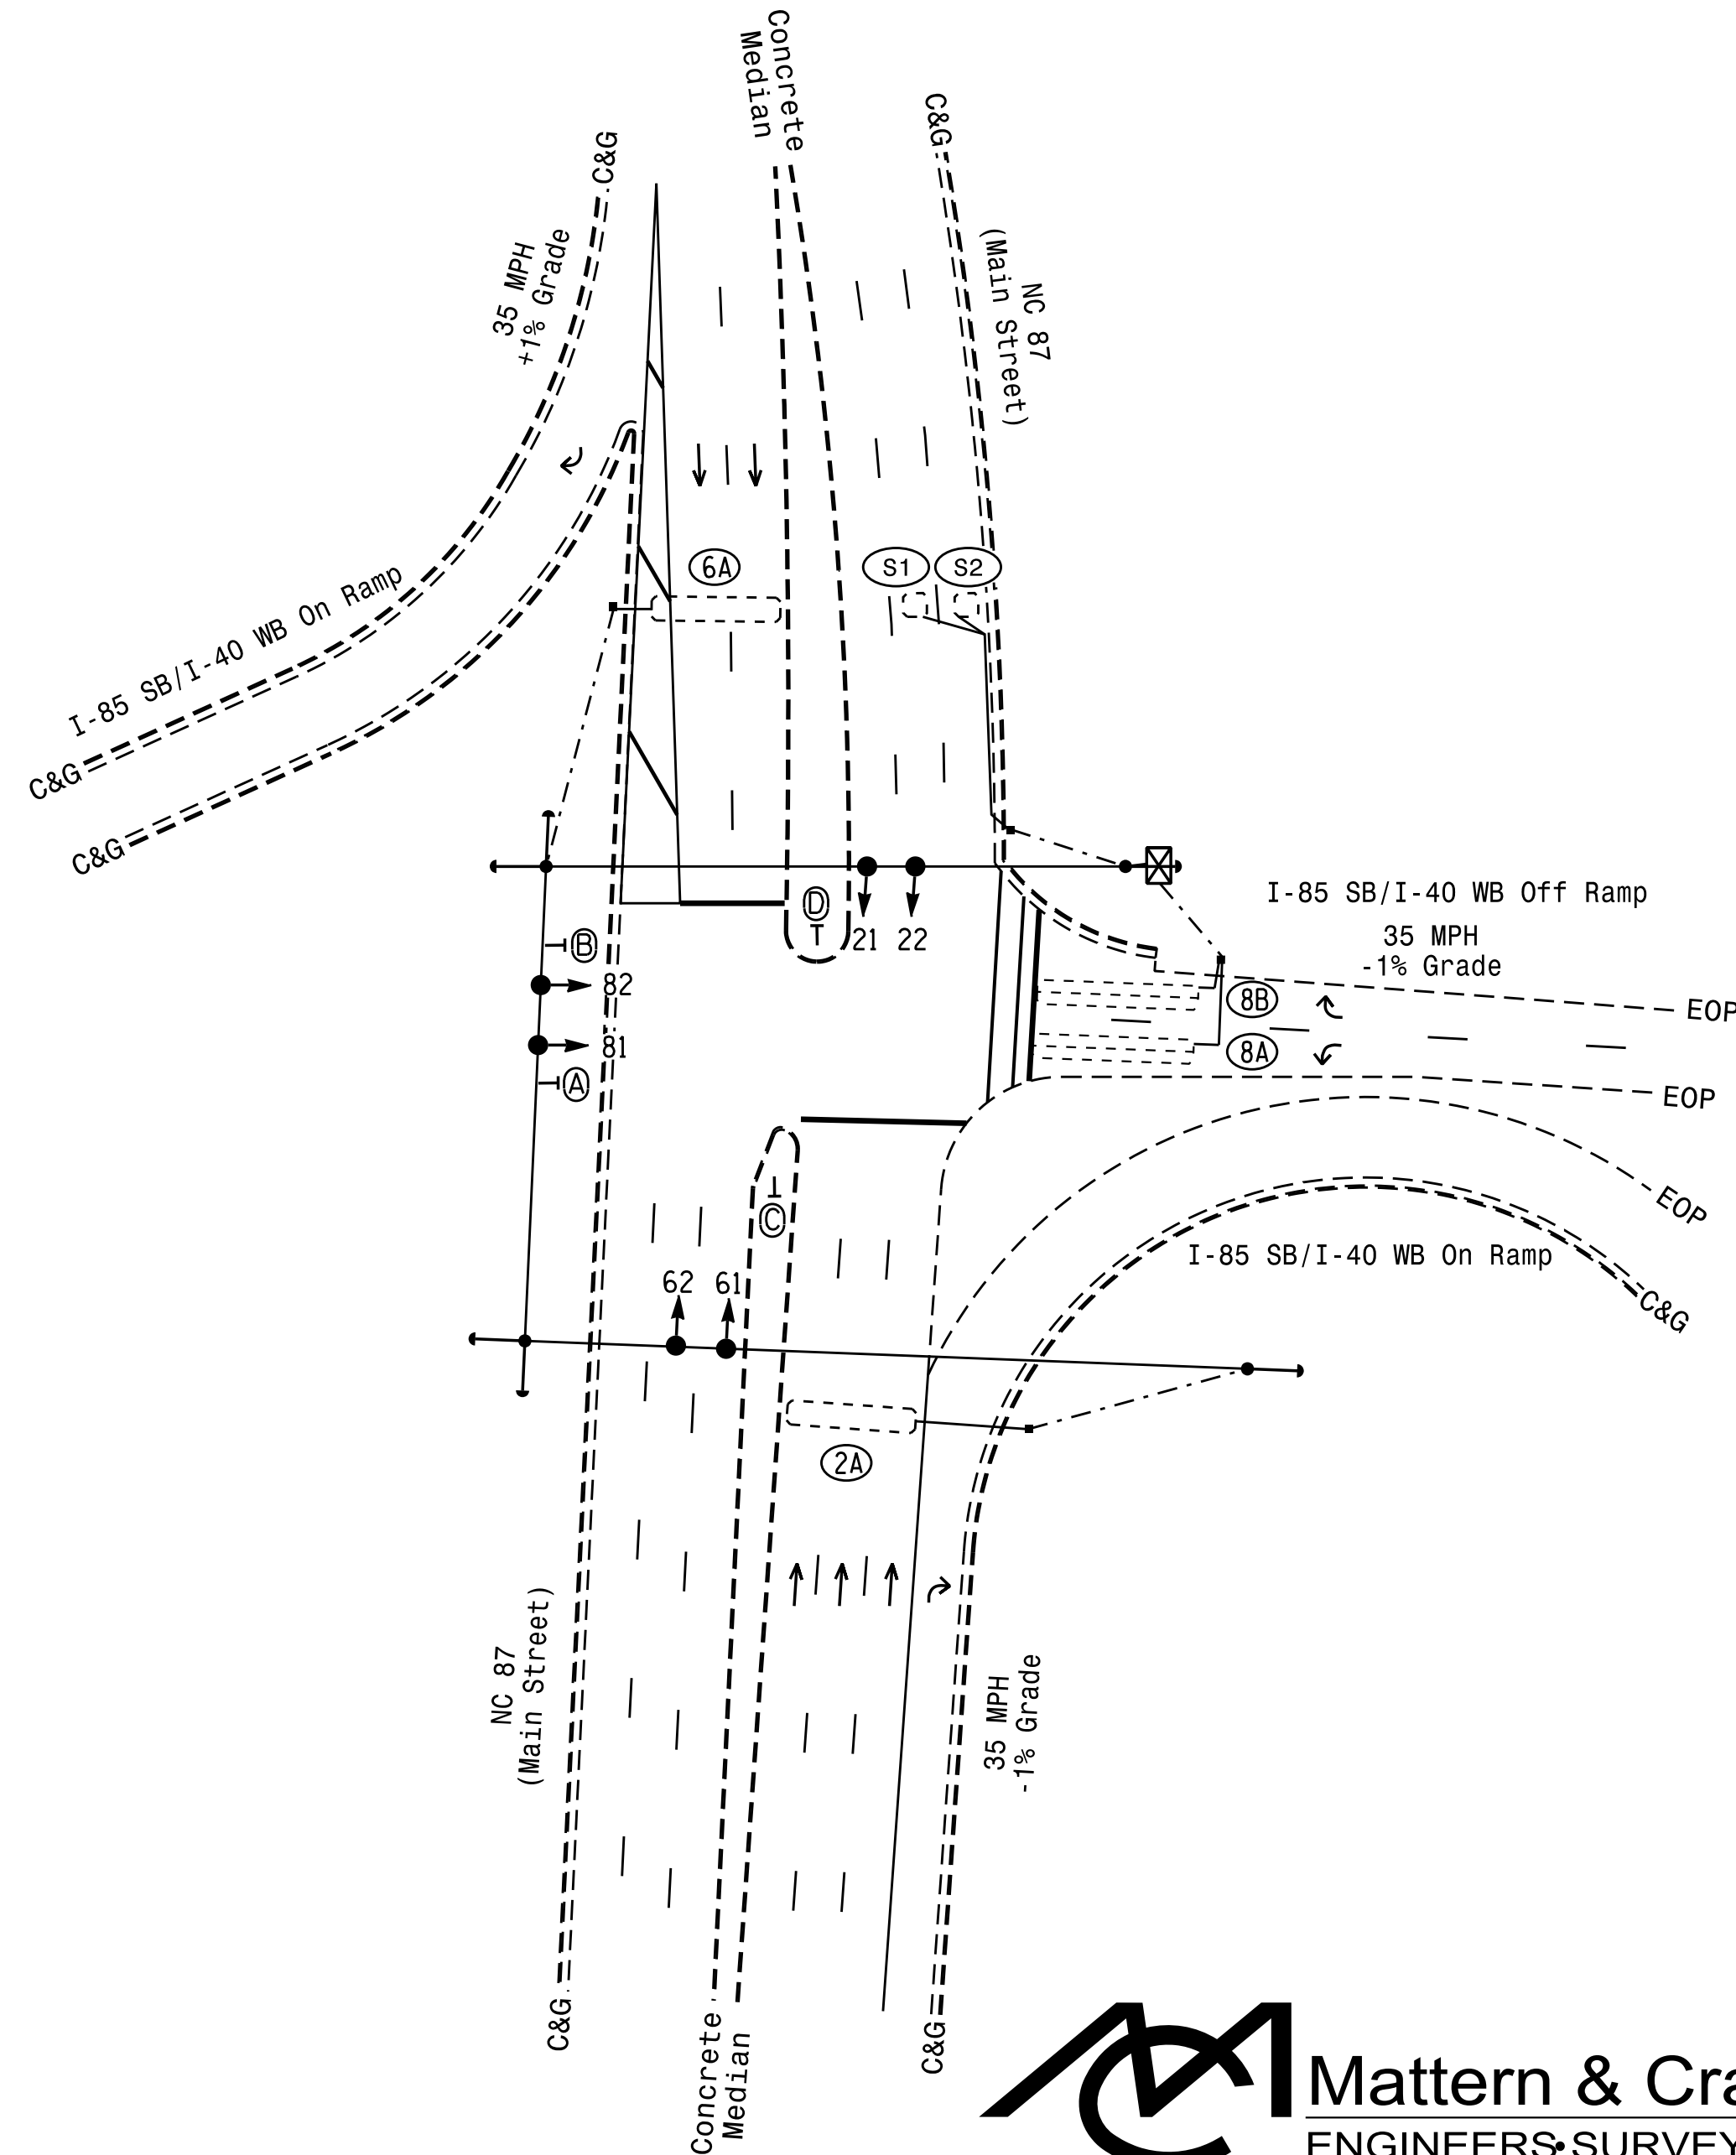 Concrete
Median
C&G
C&G
35 MPH
+1% Grade
NC 87
(Main Street)
I-85 SB/I-40 WB On Ramp
6A
S1
S2
C&G
C&G
I-85 SB/I-40 WB Off Ramp
35 MPH
-1% Grade
D
21
22
B
82
8B
EOP
81
8A
A
EOP
C
EOP
I-85 SB/I-40 WB On Ramp
62
61
C&G
2A
NC 87
(Main Street)
35 MPH
-1% Grade
C&G
Concrete
Median
C&G
Mattern &
ENGINEERS•